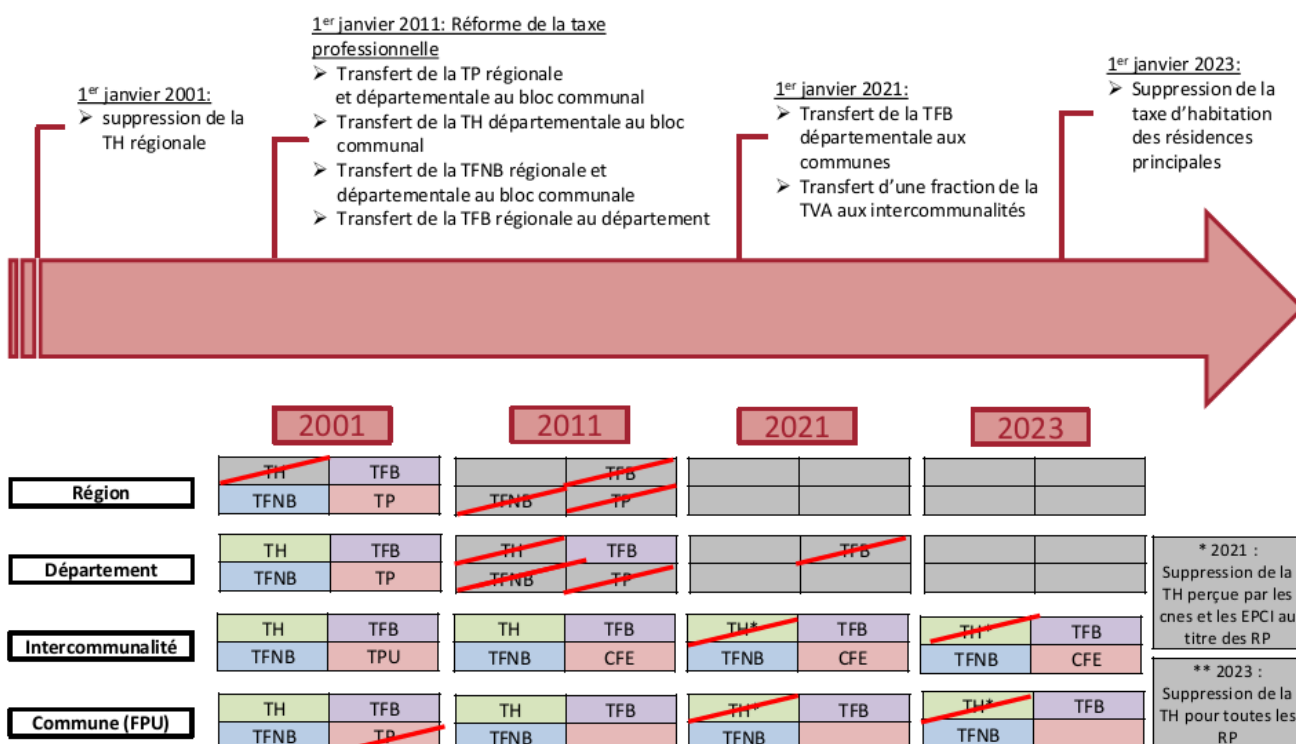 1er janvier 2001:
➢ suppression de la
TH régionale
1er janvier 2011: Réforme de la taxe
professionnelle
➢ Transfert de la TP régionale
et départementale au bloc communal
➢ Transfert de la TH départementale au bloc
communal
➢ Transfert de la TFNB régionale et
départementale au bloc communale
➢ Transfert de la TFB régionale au département
1er janvier 2021:
➢ Transfert de la TFB
départementale aux
communes
➢ Transfert d'une fraction de la
TVA aux intercommunalités
1er janvier 2023:
➢ Suppression de la
taxe d'habitation
des résidences
principales
2001 2011 2021 2023
Région
TH TFB TFB
TFNB TP TFNB TP
Département
TH TFB TH TFB TFB
TFNB TP TFNB TP
Intercommunalité
TH TFB TH TFB TH* TFB TH* TFB
TFNB TPU TFNB CFE TFNB CFE TFNB CFE
Commune (FPU)
TH TFB TH TFB TH* TFB TH* TFB
TFNB TP TFNB TFNB TFNB
* 2021 :
Suppression de la
TH perçue par les
cnes et les EPCI au
titre des RP
** 2023 :
Suppression de la
TH pour toutes les
RP